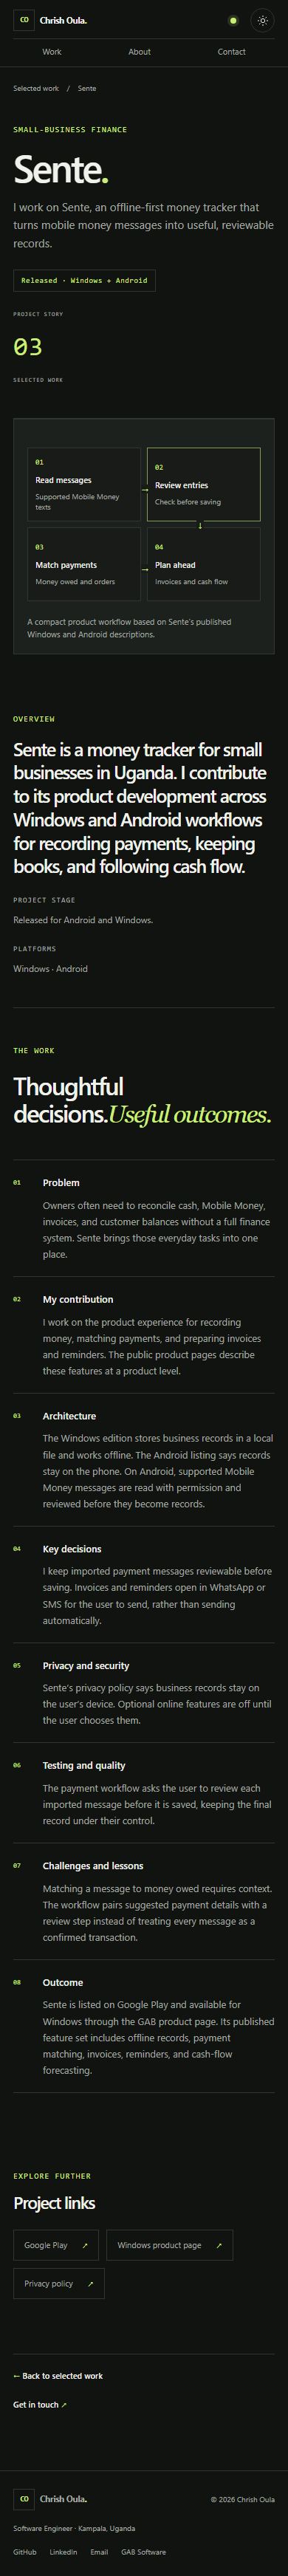 CO Chrish Oula.
Work About Contact
Selected work / Sente
SMALL-BUSINESS FINANCE
Sente.
I work on Sente, an offline-first money tracker that
turns mobile money messages into useful, reviewable
records.
Released · Windows + Android
PROJECT STORY
03
SELECTED WORK
01
Read messages
Supported Mobile Money
texts
→
02
Review entries
Check before saving
↓
03
Match payments
Money owed and orders
→
04
Plan ahead
Invoices and cash flow
A compact product workflow based on Sente's published
Windows and Android descriptions.
OVERVIEW
Sente is a money tracker for small
businesses in Uganda. I contribute
to its product development across
Windows and Android workflows
for recording payments, keeping
books, and following cash flow.
PROJECT STAGE
Released for Android and Windows.
PLATFORMS
Windows · Android
THE WORK
Thoughtful
decisions.Useful outcomes.
01 Problem
Owners often need to reconcile cash, Mobile Money,
invoices, and customer balances without a full finance
system. Sente brings those everyday tasks into one
place.
02 My contribution
I work on the product experience for recording
money, matching payments, and preparing invoices
and reminders. The public product pages describe
these features at a product level.
03 Architecture
The Windows edition stores business records in a local
file and works offline. The Android listing says records
stay on the phone. On Android, supported Mobile
Money messages are read with permission and
reviewed before they become records.
04 Key decisions
I keep imported payment messages reviewable before
saving. Invoices and reminders open in WhatsApp or
SMS for the user to send, rather than sending
automatically.
05 Privacy and security
Sente's privacy policy says business records stay on
the user's device. Optional online features are off until
the user chooses them.
06 Testing and quality
The payment workflow asks the user to review each
imported message before it is saved, keeping the final
record under their control.
07 Challenges and lessons
Matching a message to money owed requires context.
The workflow pairs suggested payment details with a
review step instead of treating every message as a
confirmed transaction.
08 Outcome
Sente is listed on Google Play and available for
Windows through the GAB product page. Its published
feature set includes offline records, payment
matching, invoices, reminders, and cash-flow
forecasting.
EXPLORE FURTHER
Project links
Google Play ↗ Windows product page ↗
Privacy policy ↗
← Back to selected work
Get in touch ↗
CO Chrish Oula. © 2026 Chrish Oula
Software Engineer · Kampala, Uganda
GitHub LinkedIn Email GAB Software